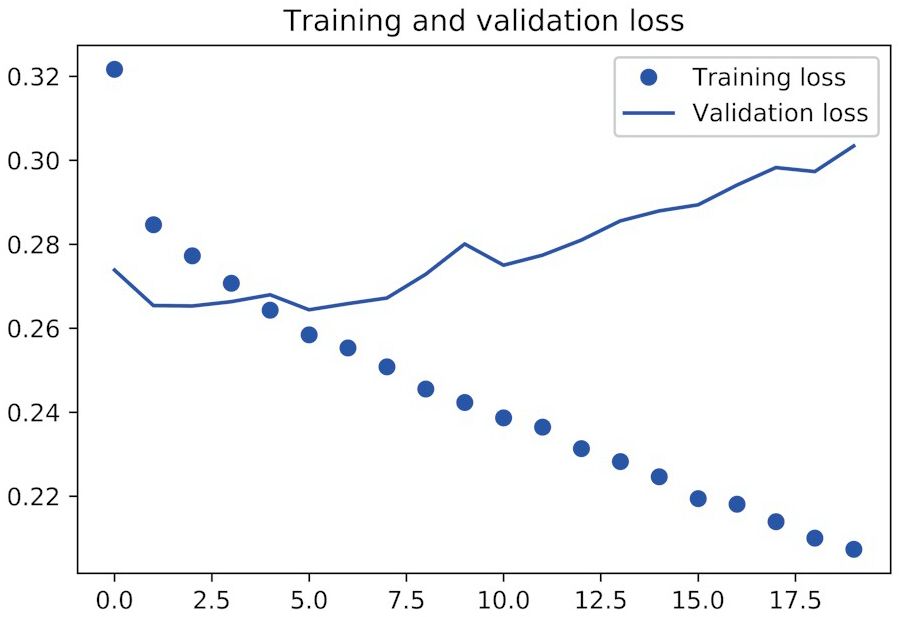 Training and validation loss
Training loss
Validation loss
0.32
0.30
0.28
0.26
0.24
0.22
0.0 2.5 5.0 7.5 10.0 12.5 15.0 17.5